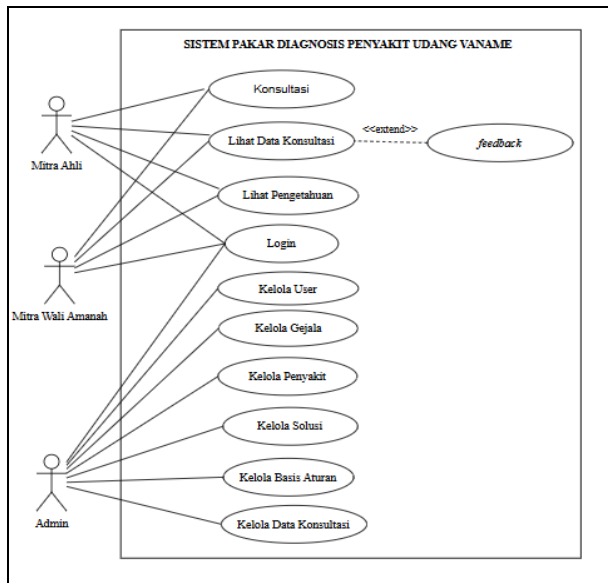 SISTEM PAKAR DIAGNOSIS PENYAKIT UDANG VANAME
Konsultasi
<<extend>>
Lihat Data Konsultasi
feedback
Mitra Ahli
Lihat Pengetahuan
Login
Kelola User
Mitra Wali Amanah
Kelola Gejala
Kelola Penyakit
Kelola Solusi
Kelola Basis Aturan
Admin
Kelola Data Konsultasi